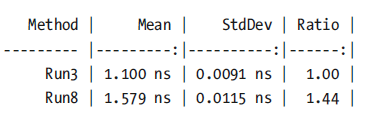 Method | Mean | StdDev | Ratio |
--------- |---------:|----------:|------:|
Run3 | 1.100 ns | 0.0091 ns | 1.00 |
Run8 | 1.579 ns | 0.0115 ns | 1.44 |